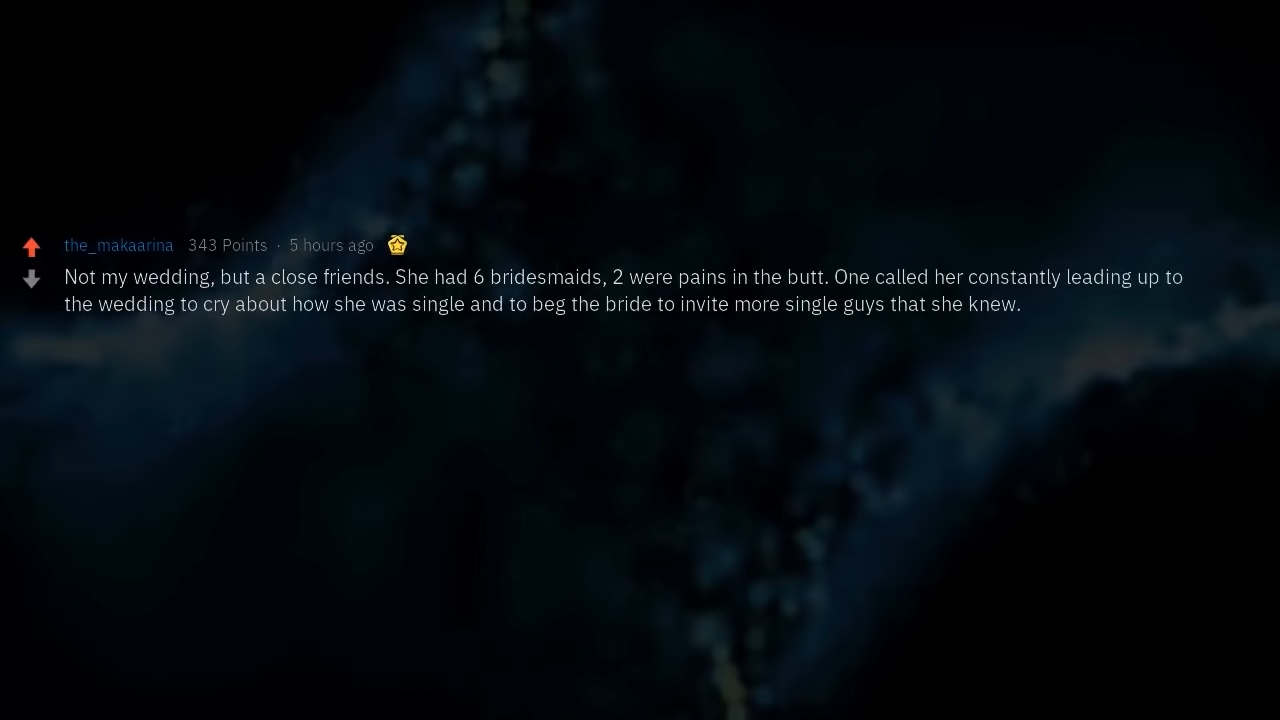 the_makaarina 343 Points · 5 hours ago
Not my wedding, but a close friends. She had 6 bridesmaids, 2 were pains in the butt. One called her constantly leading up to
the wedding to cry about how she was single and to beg the bride to invite more single guys that she knew.